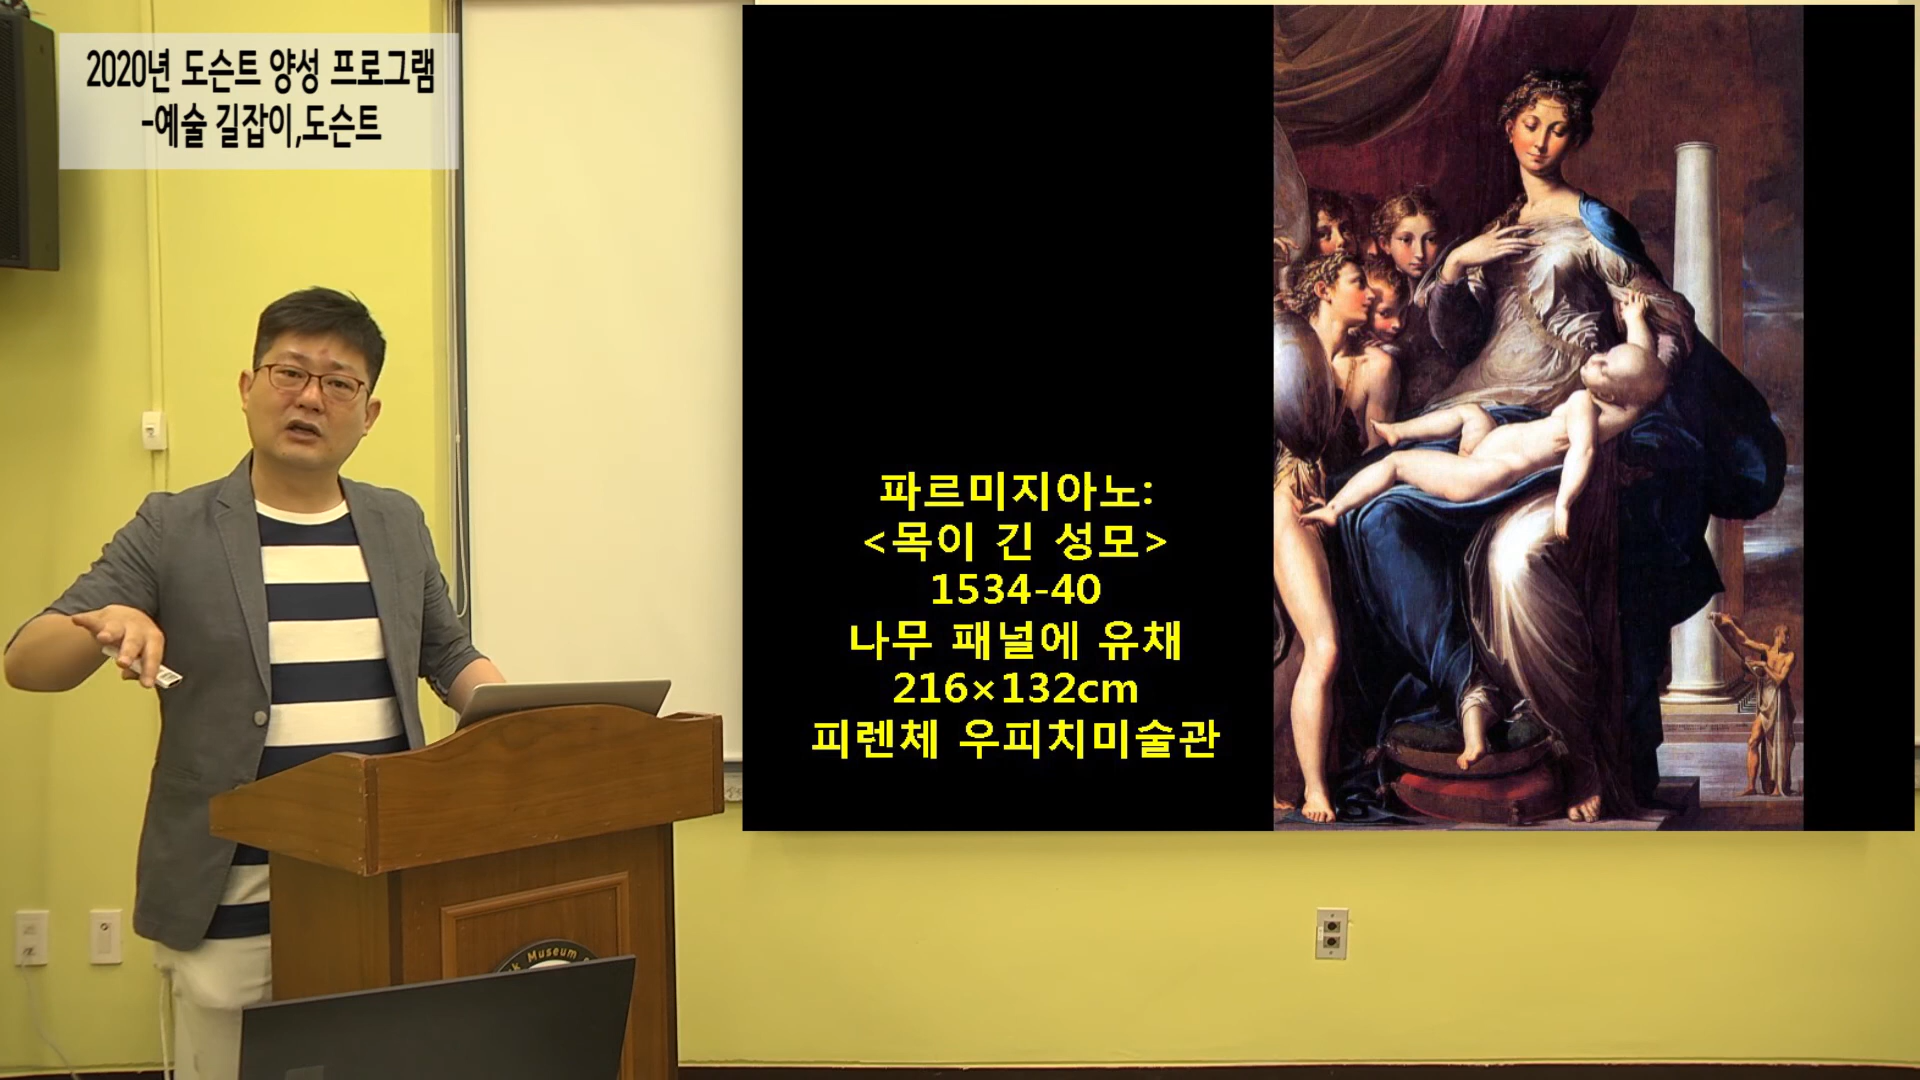 2020년 도슨트 양성 프로그램
-예술 길잡이,도슨트
파르미지아노:
<목이 긴 성모>
1534-40
나무 패널에 유채
216×132cm
피렌체 우피치미술관
Museum